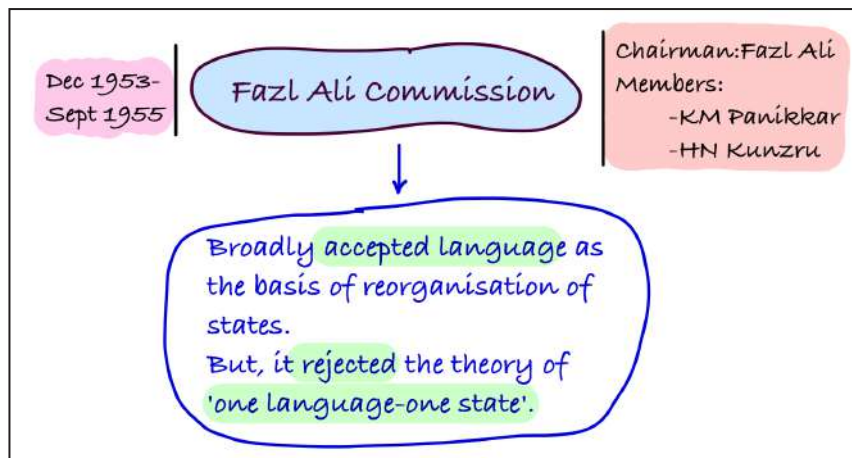 Dec 1953-
Sept 1955
Fazl Ali Commission
Chairman:Fazl Ali
Members:
-KM Panikkar
-HN Kunzru
Broadly accepted language as
the basis of reorganisation of
states.
But, it rejected the theory of
'one language-one state'.